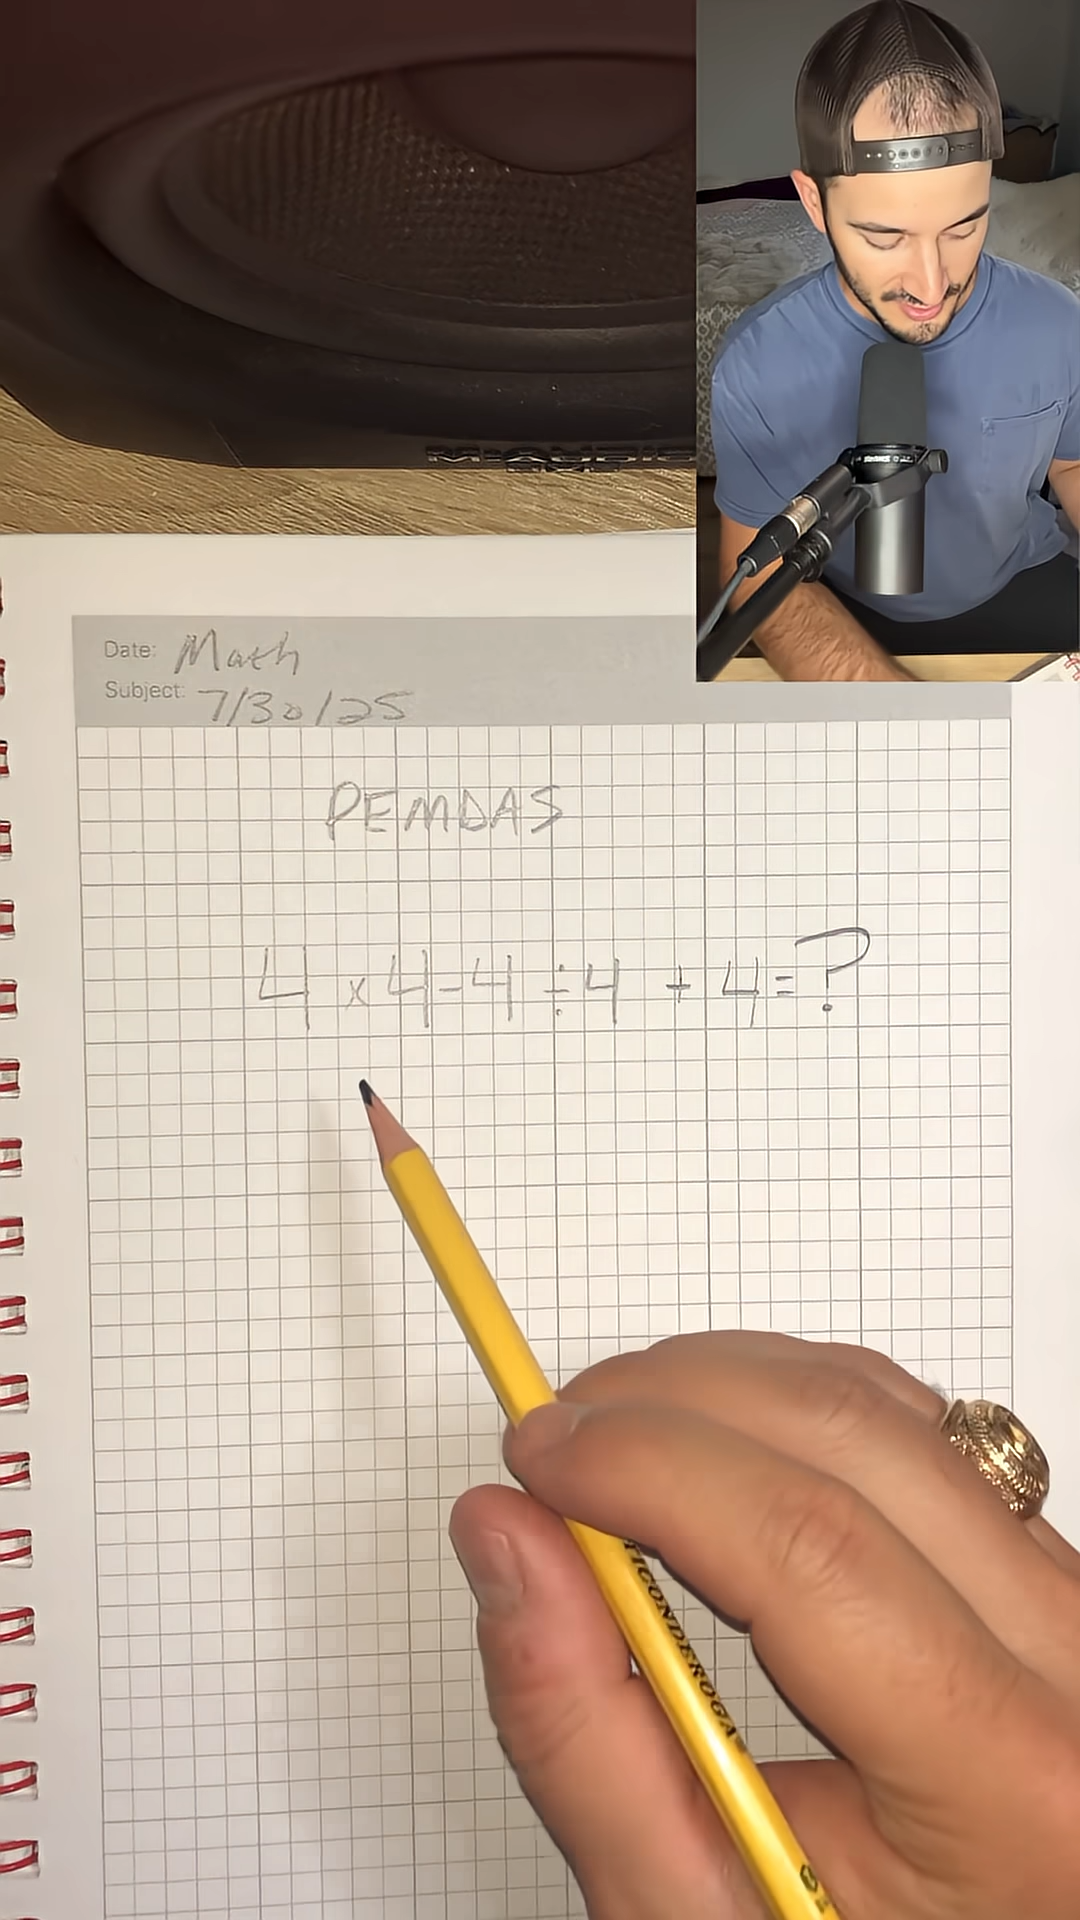 Date: Math
Subject: 7/30/25
PEMDAS
4 x 4 - 4 ÷ 4 + 4 = ?
TICONDEROGA